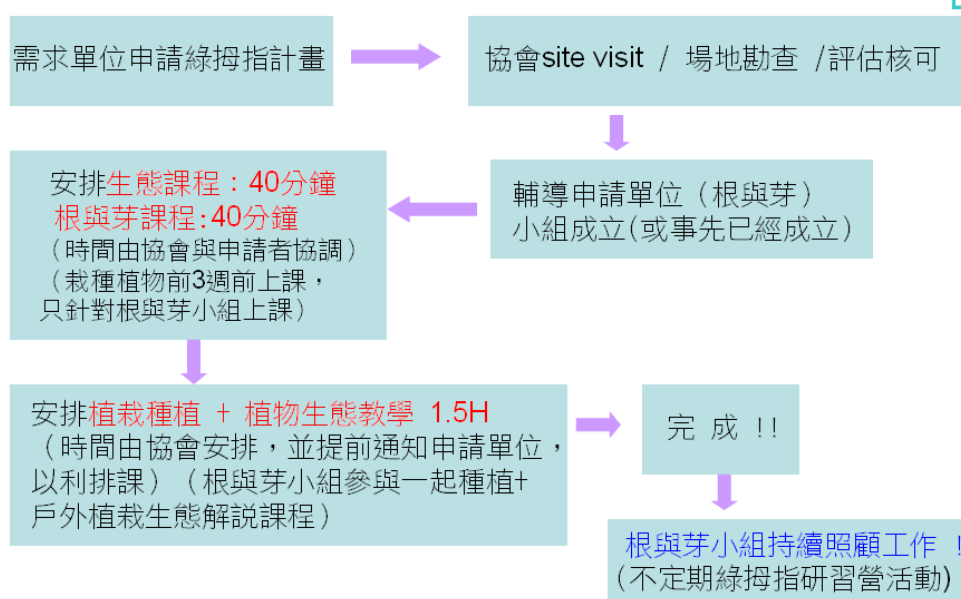 需求單位申請綠拇指計畫
協會site visit / 場地勘查 /評估核可
輔導申請單位（根與芽）
小組成立(或事先已經成立）
安排生態課程：40分鐘
根與芽課程:40分鐘
（時間由協會與申請者協調）
（栽種植物前3週前上課，
只針對根與芽小組上課）
安排植栽種植 + 植物生態教學 1.5H
（時間由協會安排，並提前通知申請單位，
以利排課）（根與芽小組參與一起種植+
戶外植栽生態解說課程）
完 成 !!
根與芽小組持續照顧工作 !
(不定期綠拇指研習營活動)